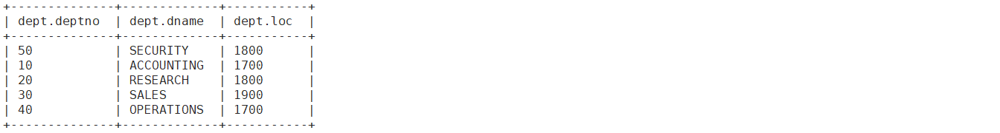 +--------------+-------------+-----------+
| dept.deptno  | dept.dname  | dept.loc  |
+--------------+-------------+-----------+
| 50           | SECURITY    | 1800      |
| 10           | ACCOUNTING  | 1700      |
| 20           | RESEARCH    | 1800      |
| 30           | SALES       | 1900      |
| 40           | OPERATIONS  | 1700      |
+--------------+-------------+-----------+